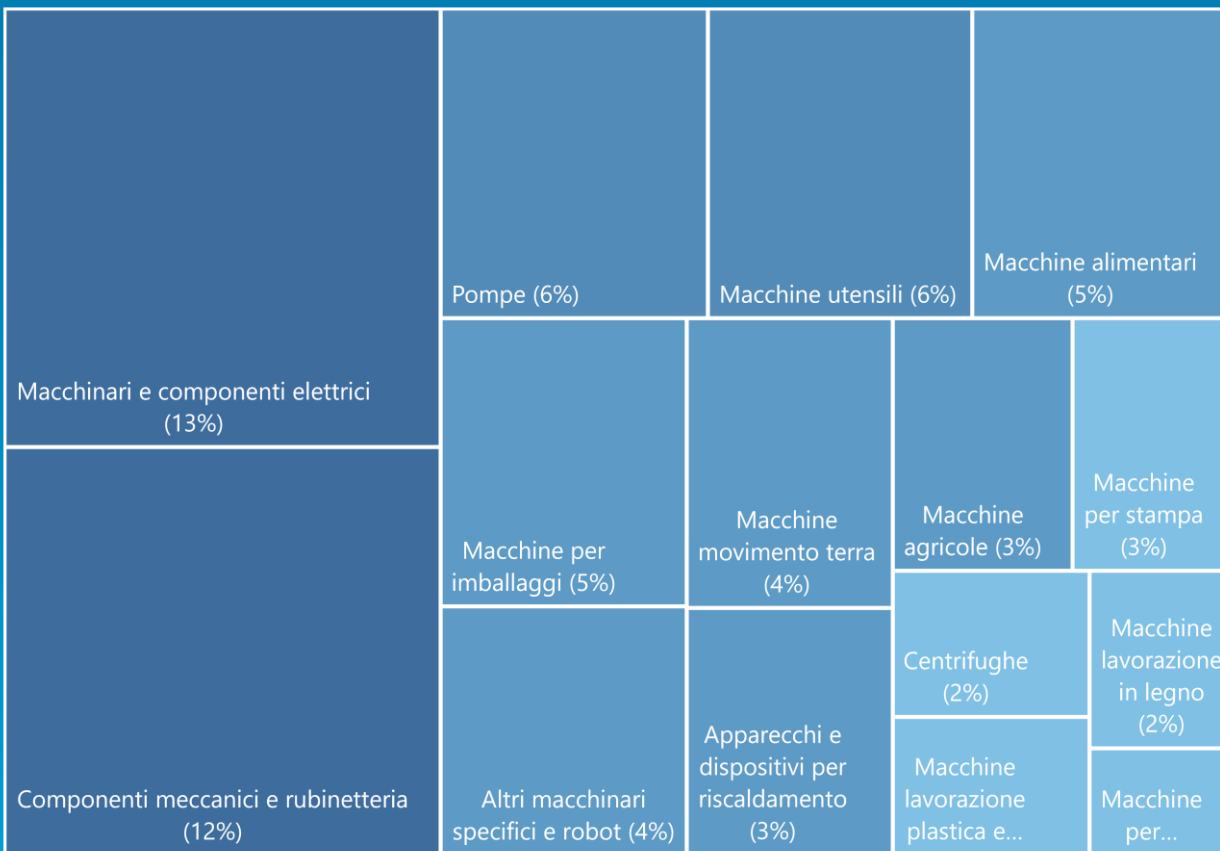 Macchinari e componenti elettrici
(13%)
Componenti meccanici e rubinetteria
(12%)
Pompe (6%)
Macchine utensili (6%)
Macchine alimentari
(5%)
Macchine per
imballaggi (5%)
Macchine
movimento terra
(4%)
Macchine
agricole (3%)
Macchine
per stampa
(3%)
Altri macchinari
specifici e robot (4%)
Apparecchi e
dispositivi per
riscaldamento
(3%)
Centrifughe
(2%)
Macchine
lavorazione
in legno
(2%)
Macchine
lavorazione
plastica e...
Macchine
per...